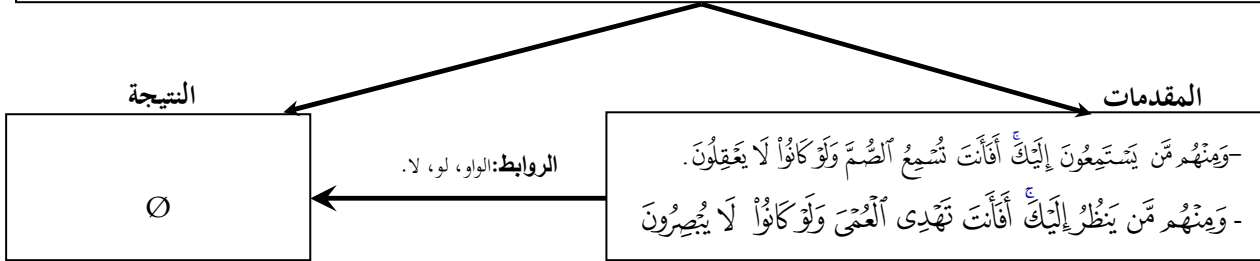 المقدمات
النتيجة
-وَمِنْهُم مَّن يَسْتَمِعُونَ إِلَيْكَۚ أَفَأَنتَ تُسْمِعُ ٱلصُّمَّ وَلَوْ كَانُواْ لَا يَعْقِلُونَ.
- وَمِنْهُم مَّن يَنظُرُ إِلَيْكَۚ أَفَأَنتَ تَهْدِى ٱلْعُمْىَ وَلَوْ كَانُواْ لَا يُبْصِرُونَ
الروابط:الواو، لو، لا.
∅